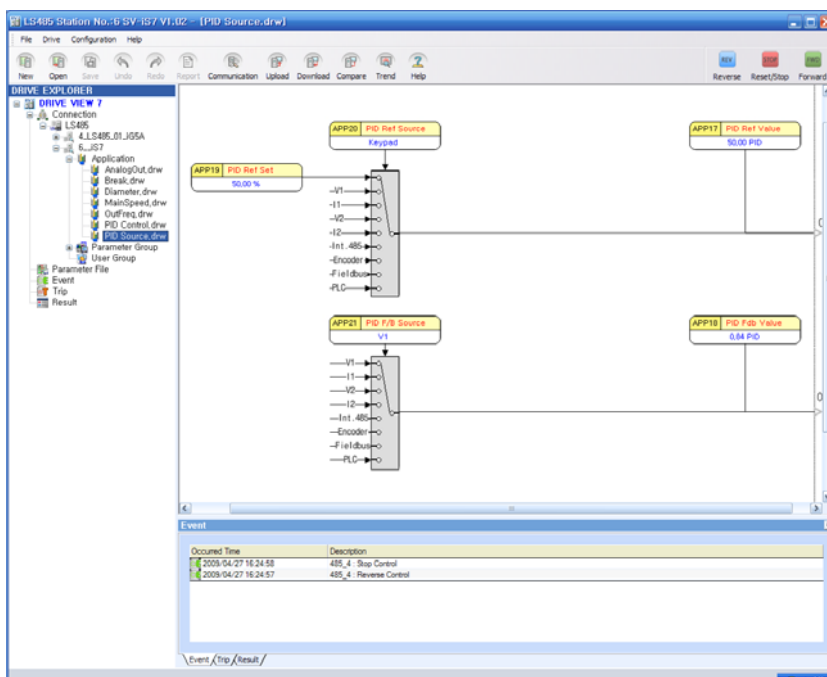 LS485 Station No.:6 SV-iS7 V1.02 - [PID Source.drw]
File Drive Configuration Help
New Open Save Undo Redo Report Communication Upload Download Compare Trend Help Reverse Reset/Stop Forward
REV STOP FWD
DRIVE EXPLORER
DRIVE VIEW 7
Connection
LS485
4_LS485_01_iG5A
6__iS7
Application
AnalogOut.drw
Break.drw
Diameter.drw
MainSpeed.drw
OutFreq.drw
PID Control.drw
PID Source.drw
Parameter Group
User Group
Parameter File
Event
Trip
Result
APP20 PID Ref Source
Keypad
APP17 PID Ref Value
50,00 PID
APP19 PID Ref Set
50,00 %
V1
I1
V2
I2
Int.485
Encoder
Fieldbus
PLC
APP21 PID F/B Source
V1
APP18 PID Fdb Value
0,84 PID
V1
I1
V2
I2
Int.485
Encoder
Fieldbus
PLC
Event
Occurred Time Description
2009/04/27 16:24:58 485_4 : Stop Control
2009/04/27 16:24:57 485_4 : Reverse Control
Event Trip Result